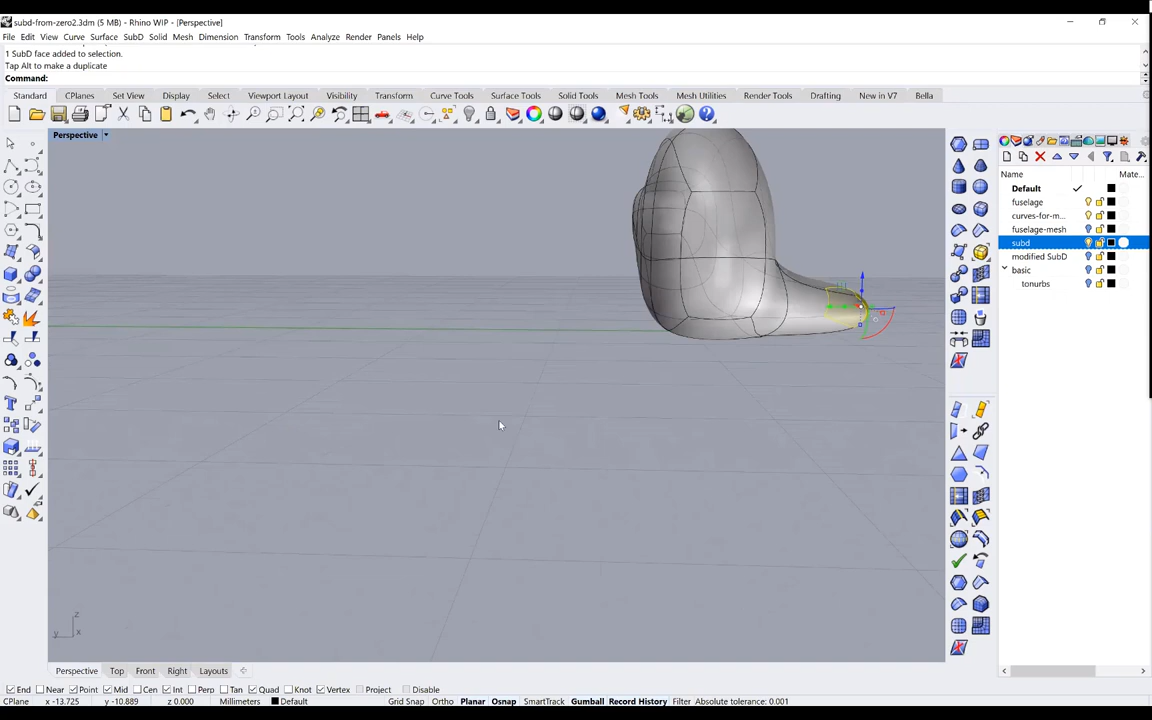 subd-from-zero2.3dm (5 MB) - Rhino WIP - [Perspective]
File Edit View Curve Surface SubD Solid Mesh Dimension Transform Tools Analyze Render Panels Help
1 SubD face added to selection.
Tap Alt to make a duplicate
Command:
Standard CPlanes Set View Display Select Viewport Layout Visibility Transform Curve Tools Surface Tools Solid Tools Mesh Tools Mesh Utilities Render Tools Drafting New in V7 Bella
Perspective
Name Mate...
Default
fuselage
curves-for-m...
fuselage-mesh
subd
modified SubD
basic
tonurbs
z
y x
Perspective Top Front Right Layouts
End Near Point Mid Cen Int Perp Tan Quad Knot Vertex Project Disable
CPlane x -13.725 y -10.889 z 0.000 Millimeters Default Grid Snap Ortho Planar Osnap SmartTrack Gumball Record History Filter Absolute tolerance: 0.001